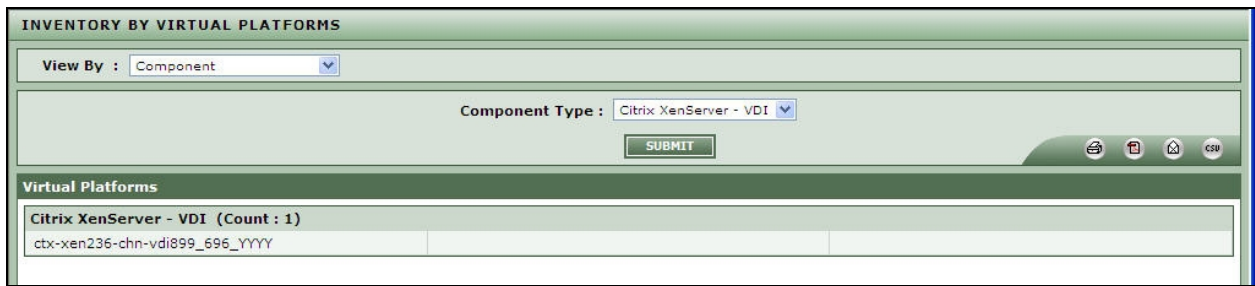 INVENTORY BY VIRTUAL PLATFORMS
View By : Component
Component Type : Citrix XenServer - VDI
SUBMIT
CSV
Virtual Platforms
Citrix XenServer - VDI (Count : 1)
ctx-xen236-chn-vdi899_696_YYYY